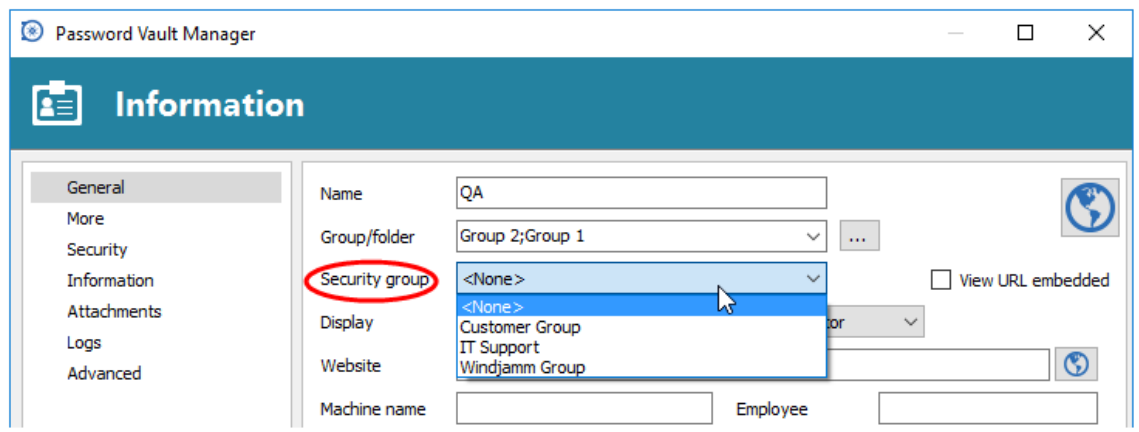 Password Vault Manager
Information
General
More
Security
Information
Attachments
Logs
Advanced
Name QA
Group/folder Group 2;Group 1 ...
Security group <None> View URL embedded
<None>
Customer Group
IT Support
Windjamm Group
Display
Website
Machine name Employee